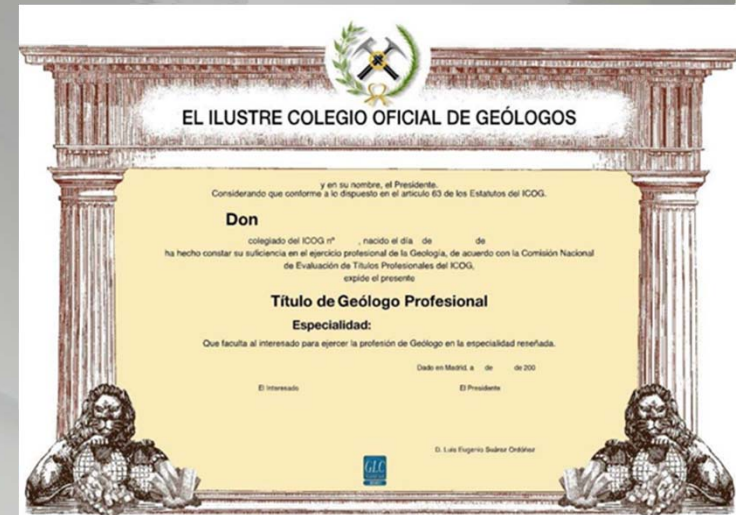 EL ILUSTRE COLEGIO OFICIAL DE GEÓLOGOS
y en su nombre, el Presidente.
Considerando que conforme a lo dispuesto en el artículo 63 de los Estatutos del ICOG.
Don
colegiado del ICOG nº , nacido el día de de
ha hecho constar su suficiencia en el ejercicio profesional de la Geología, de acuerdo con la Comisión Nacional
de Evaluación de Títulos Profesionales del ICOG,
expide el presente
Título de Geólogo Profesional
Especialidad:
Que faculta al interesado para ejercer la profesión de Geólogo en la especialidad reseñada.
Dado en Madrid, a de de 200
El Interesado El Presidente
D. Luis Eugenio Suárez Ordóñez